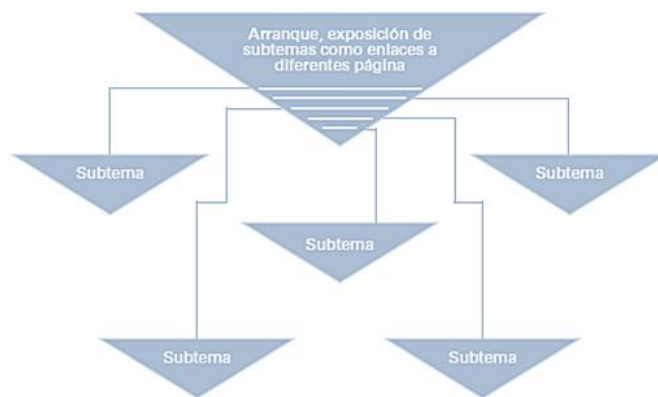 Arranque, exposición de
subtemas como enlaces a
diferentes página
Subtema
Subtema
Subtema
Subtema
Subtema